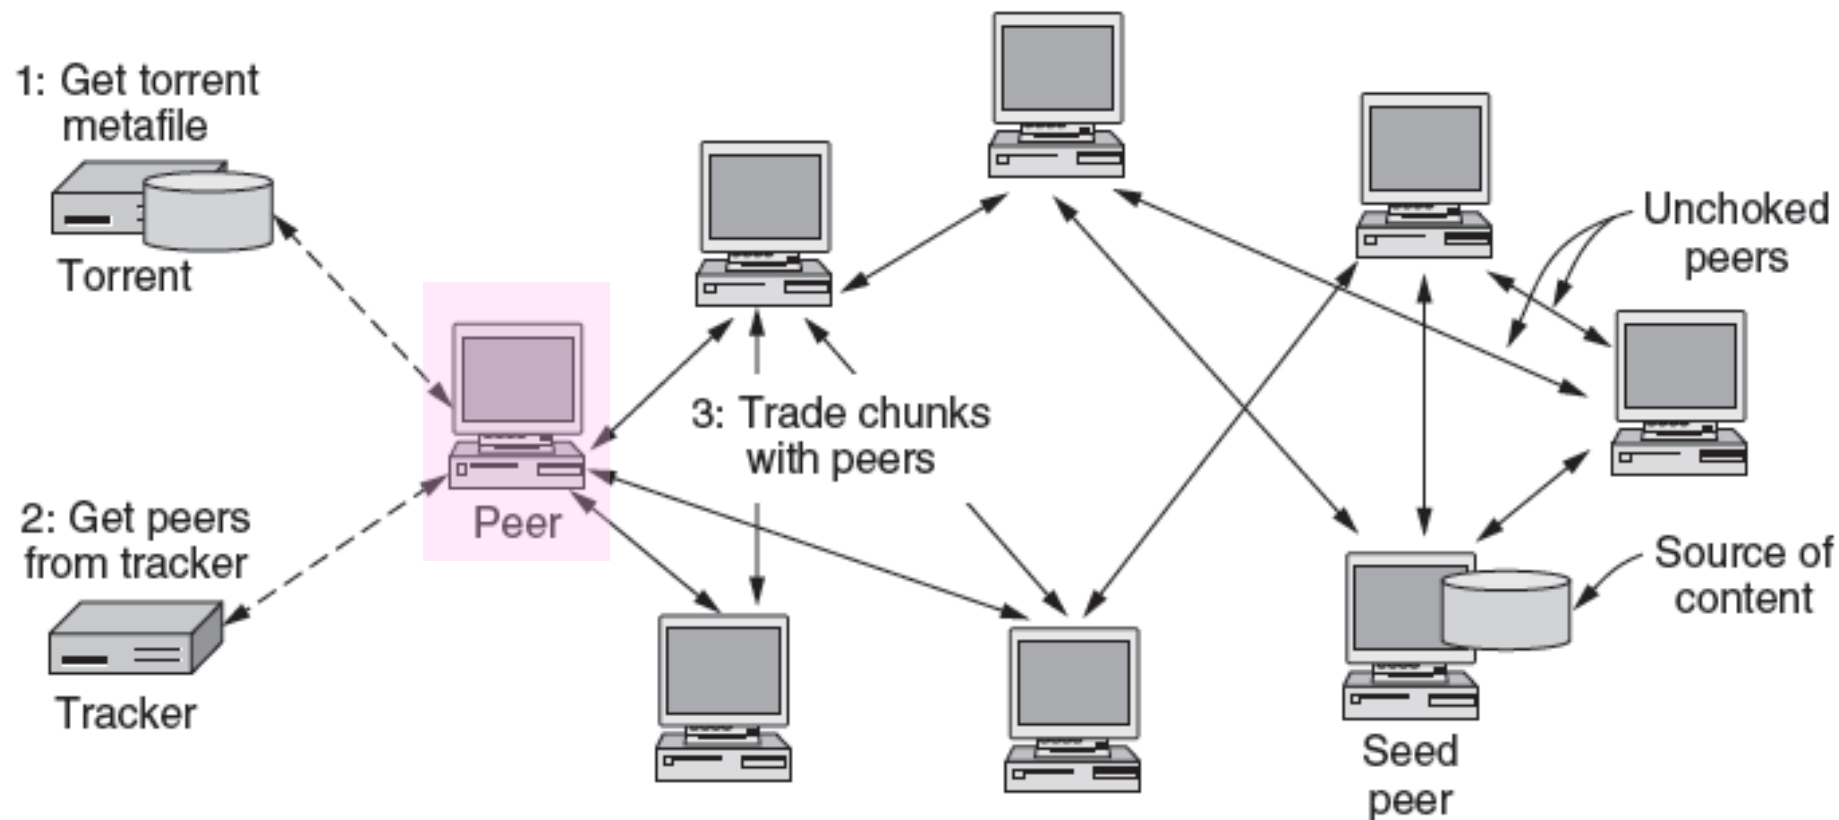 1: Get torrent
metafile
Torrent
Peer
2: Get peers
from tracker
Tracker
3: Trade chunks
with peers
Unchoked
peers
Source of
content
Seed
peer